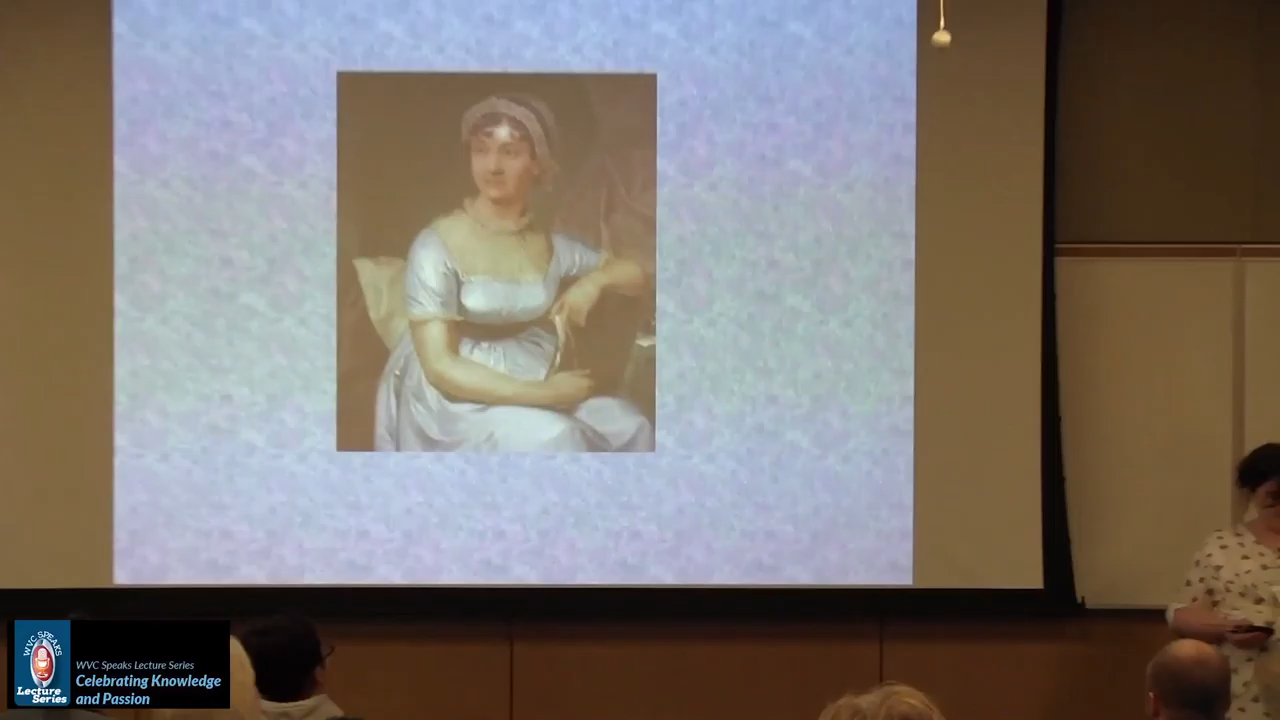 WVC SPEAKS
Lecture
Series
WVC Speaks Lecture Series
Celebrating Knowledge
and Passion